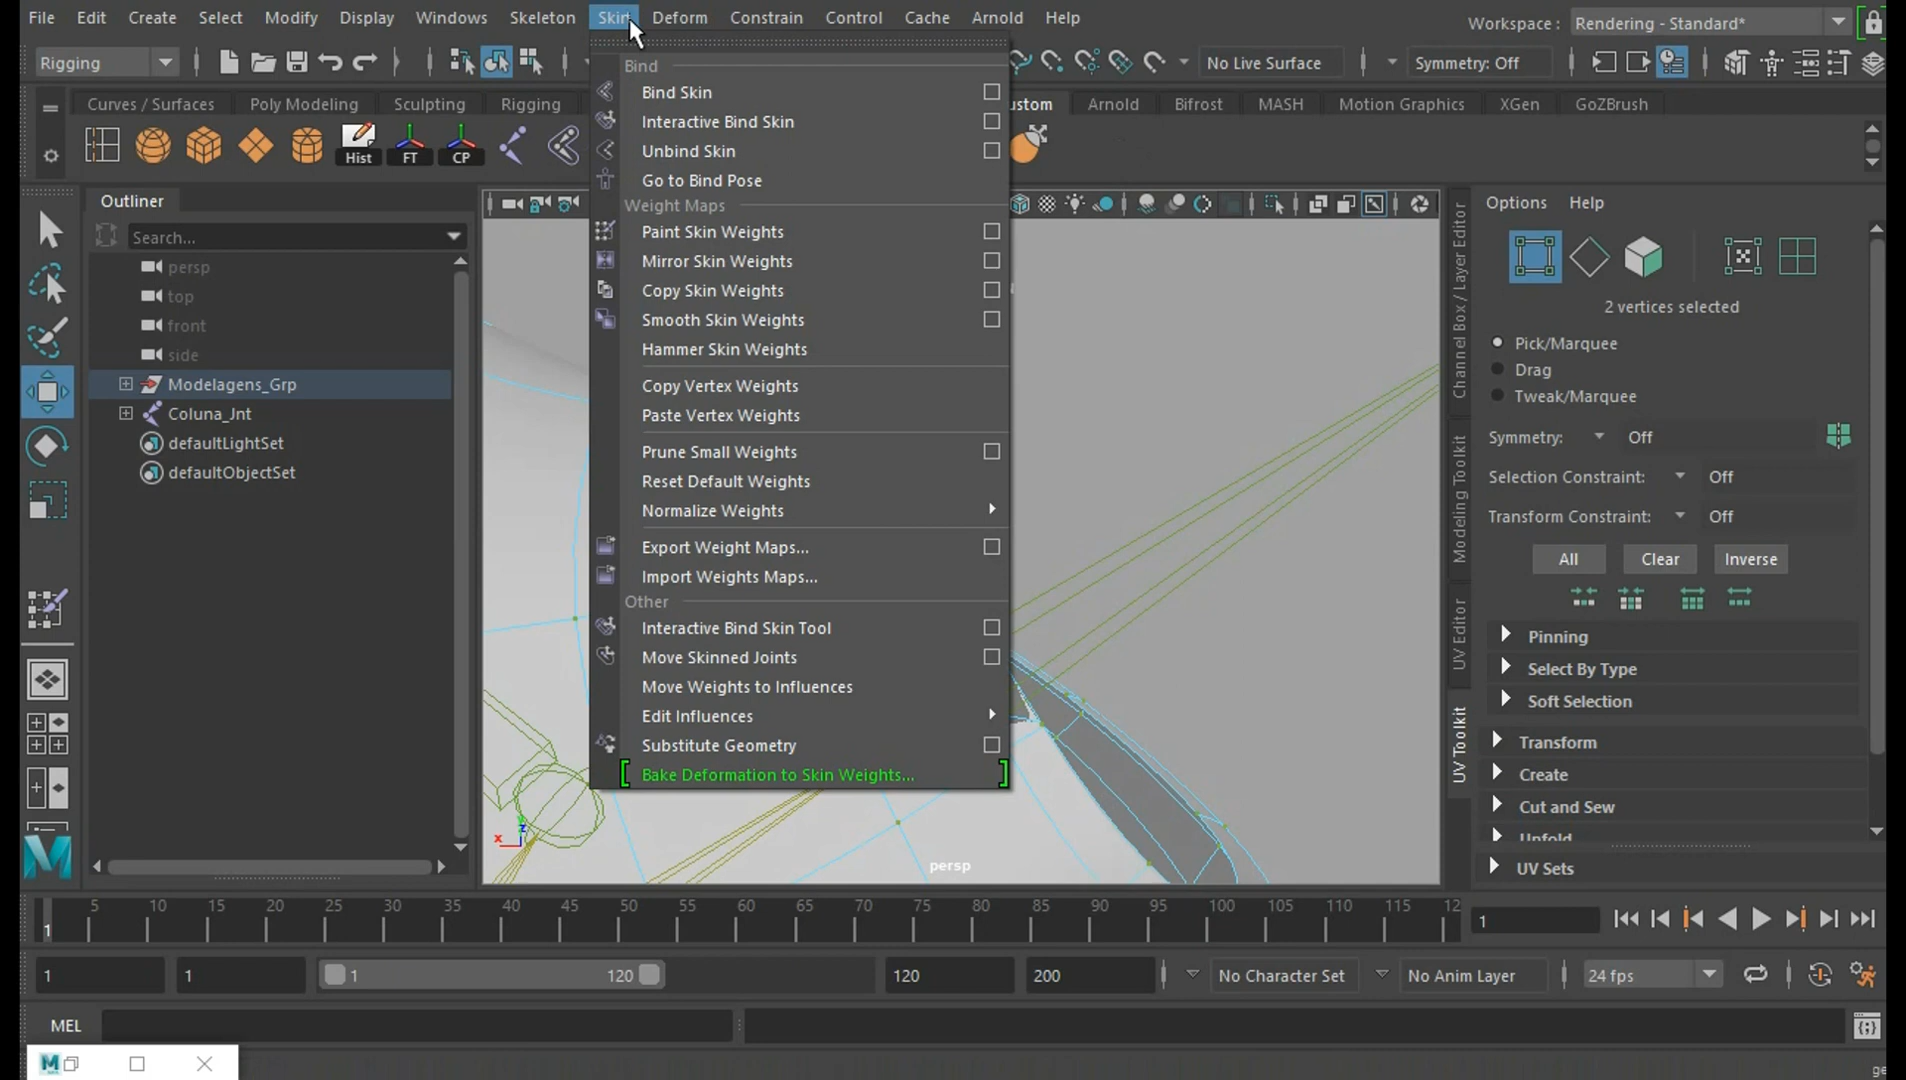 File Edit Create Select Modify Display Windows Skeleton Skin Deform Constrain Control Cache Arnold Help
Workspace : Rendering - Standard*
Rigging
No Live Surface
Symmetry: Off
Curves / Surfaces Poly Modeling Sculpting Rigging
Arnold Bifrost MASH Motion Graphics XGen GoZBrush
Hist FT CP
Bind
Bind Skin
Interactive Bind Skin
Unbind Skin
Go to Bind Pose
Weight Maps
Paint Skin Weights
Mirror Skin Weights
Copy Skin Weights
Smooth Skin Weights
Hammer Skin Weights
Copy Vertex Weights
Paste Vertex Weights
Prune Small Weights
Reset Default Weights
Normalize Weights
Export Weight Maps...
Import Weights Maps...
Other
Interactive Bind Skin Tool
Move Skinned Joints
Move Weights to Influences
Edit Influences
Substitute Geometry
Bake Deformation to Skin Weights...
Outliner
Search...
persp
top
front
side
Modelagens_Grp
Coluna_Jnt
defaultLightSet
defaultObjectSet
x z
persp
Channel Box / Layer Editor
Modeling Toolkit
UV Editor
UV Toolkit
Options Help
2 vertices selected
Pick/Marquee
Drag
Tweak/Marquee
Symmetry: Off
Selection Constraint: Off
Transform Constraint: Off
All Clear Inverse
Pinning
Select By Type
Soft Selection
Transform
Create
Cut and Sew
Unfold
UV Sets
1 5 10 15 20 25 30 35 40 45 50 55 60 65 70 75 80 85 90 95 100 105 110 115 12
1
1 1 1 120 120 200 No Character Set No Anim Layer 24 fps
MEL
M